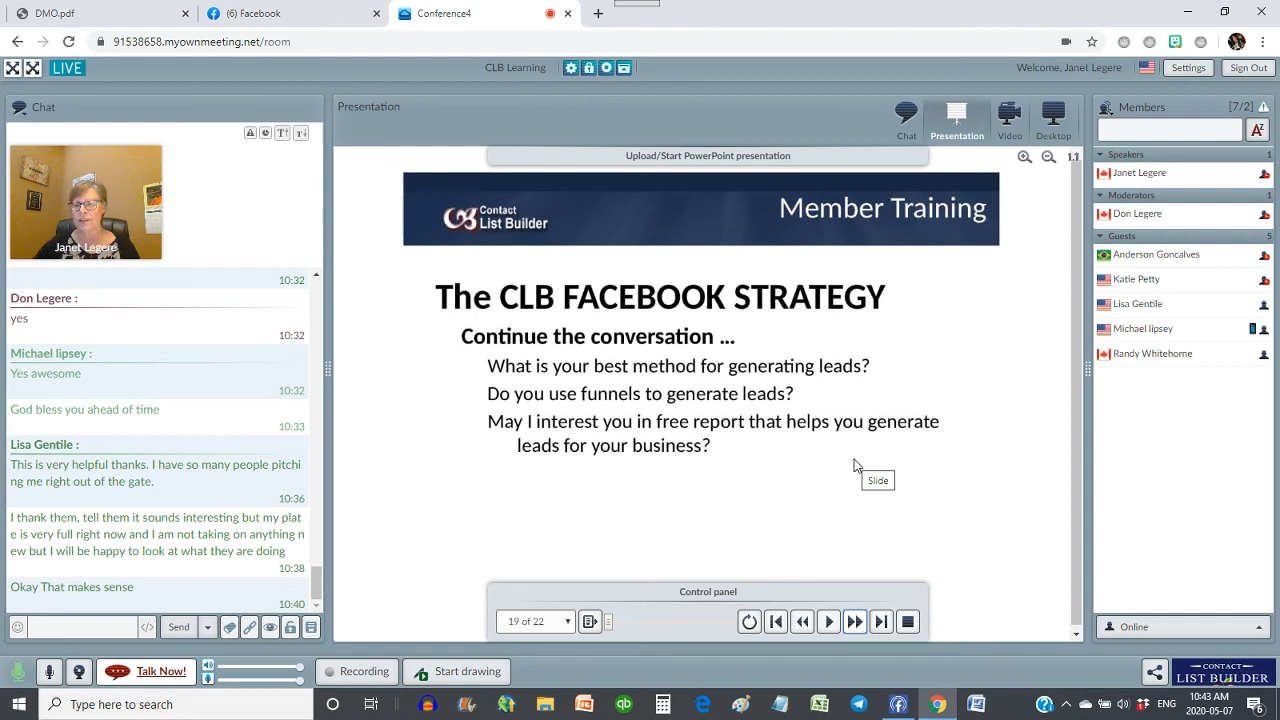 DMO.pdf
(6) Facebook
Conference4
91538658.myownmeeting.net/room
LIVE
CLB Learning
Welcome, Janet Legere
Settings
Sign Out
Chat
Janet Legere
10:32
Don Legere :
yes
10:32
Michael lipsey :
Yes awesome
10:32
God bless you ahead of time
10:33
Lisa Gentile :
This is very helpful thanks. I have so many people pitchi
ng me right out of the gate.
10:36
I thank them, tell them it sounds interesting but my plat
e is very full right now and I am not taking on anything n
ew but I will be happy to look at what they are doing
10:38
Okay That makes sense
10:40
Send
Presentation
Chat
Presentation
Video
Desktop
Upload/Start PowerPoint presentation
1:1
Contact
List Builder
Member Training
The CLB FACEBOOK STRATEGY
Continue the conversation ...
What is your best method for generating leads?
Do you use funnels to generate leads?
May I interest you in free report that helps you generate
leads for your business?
Slide
Control panel
19 of 22
Members
[7/2]
Speakers
1
Janet Legere
Moderators
1
Don Legere
Guests
5
Anderson Goncalves
Katie Petty
Lisa Gentile
Michael lipsey
Randy Whitehorne
Online
Talk Now!
Recording
Start drawing
CONTACT
LIST BUILDER
Type here to search
10:43 AM
2020-05-07